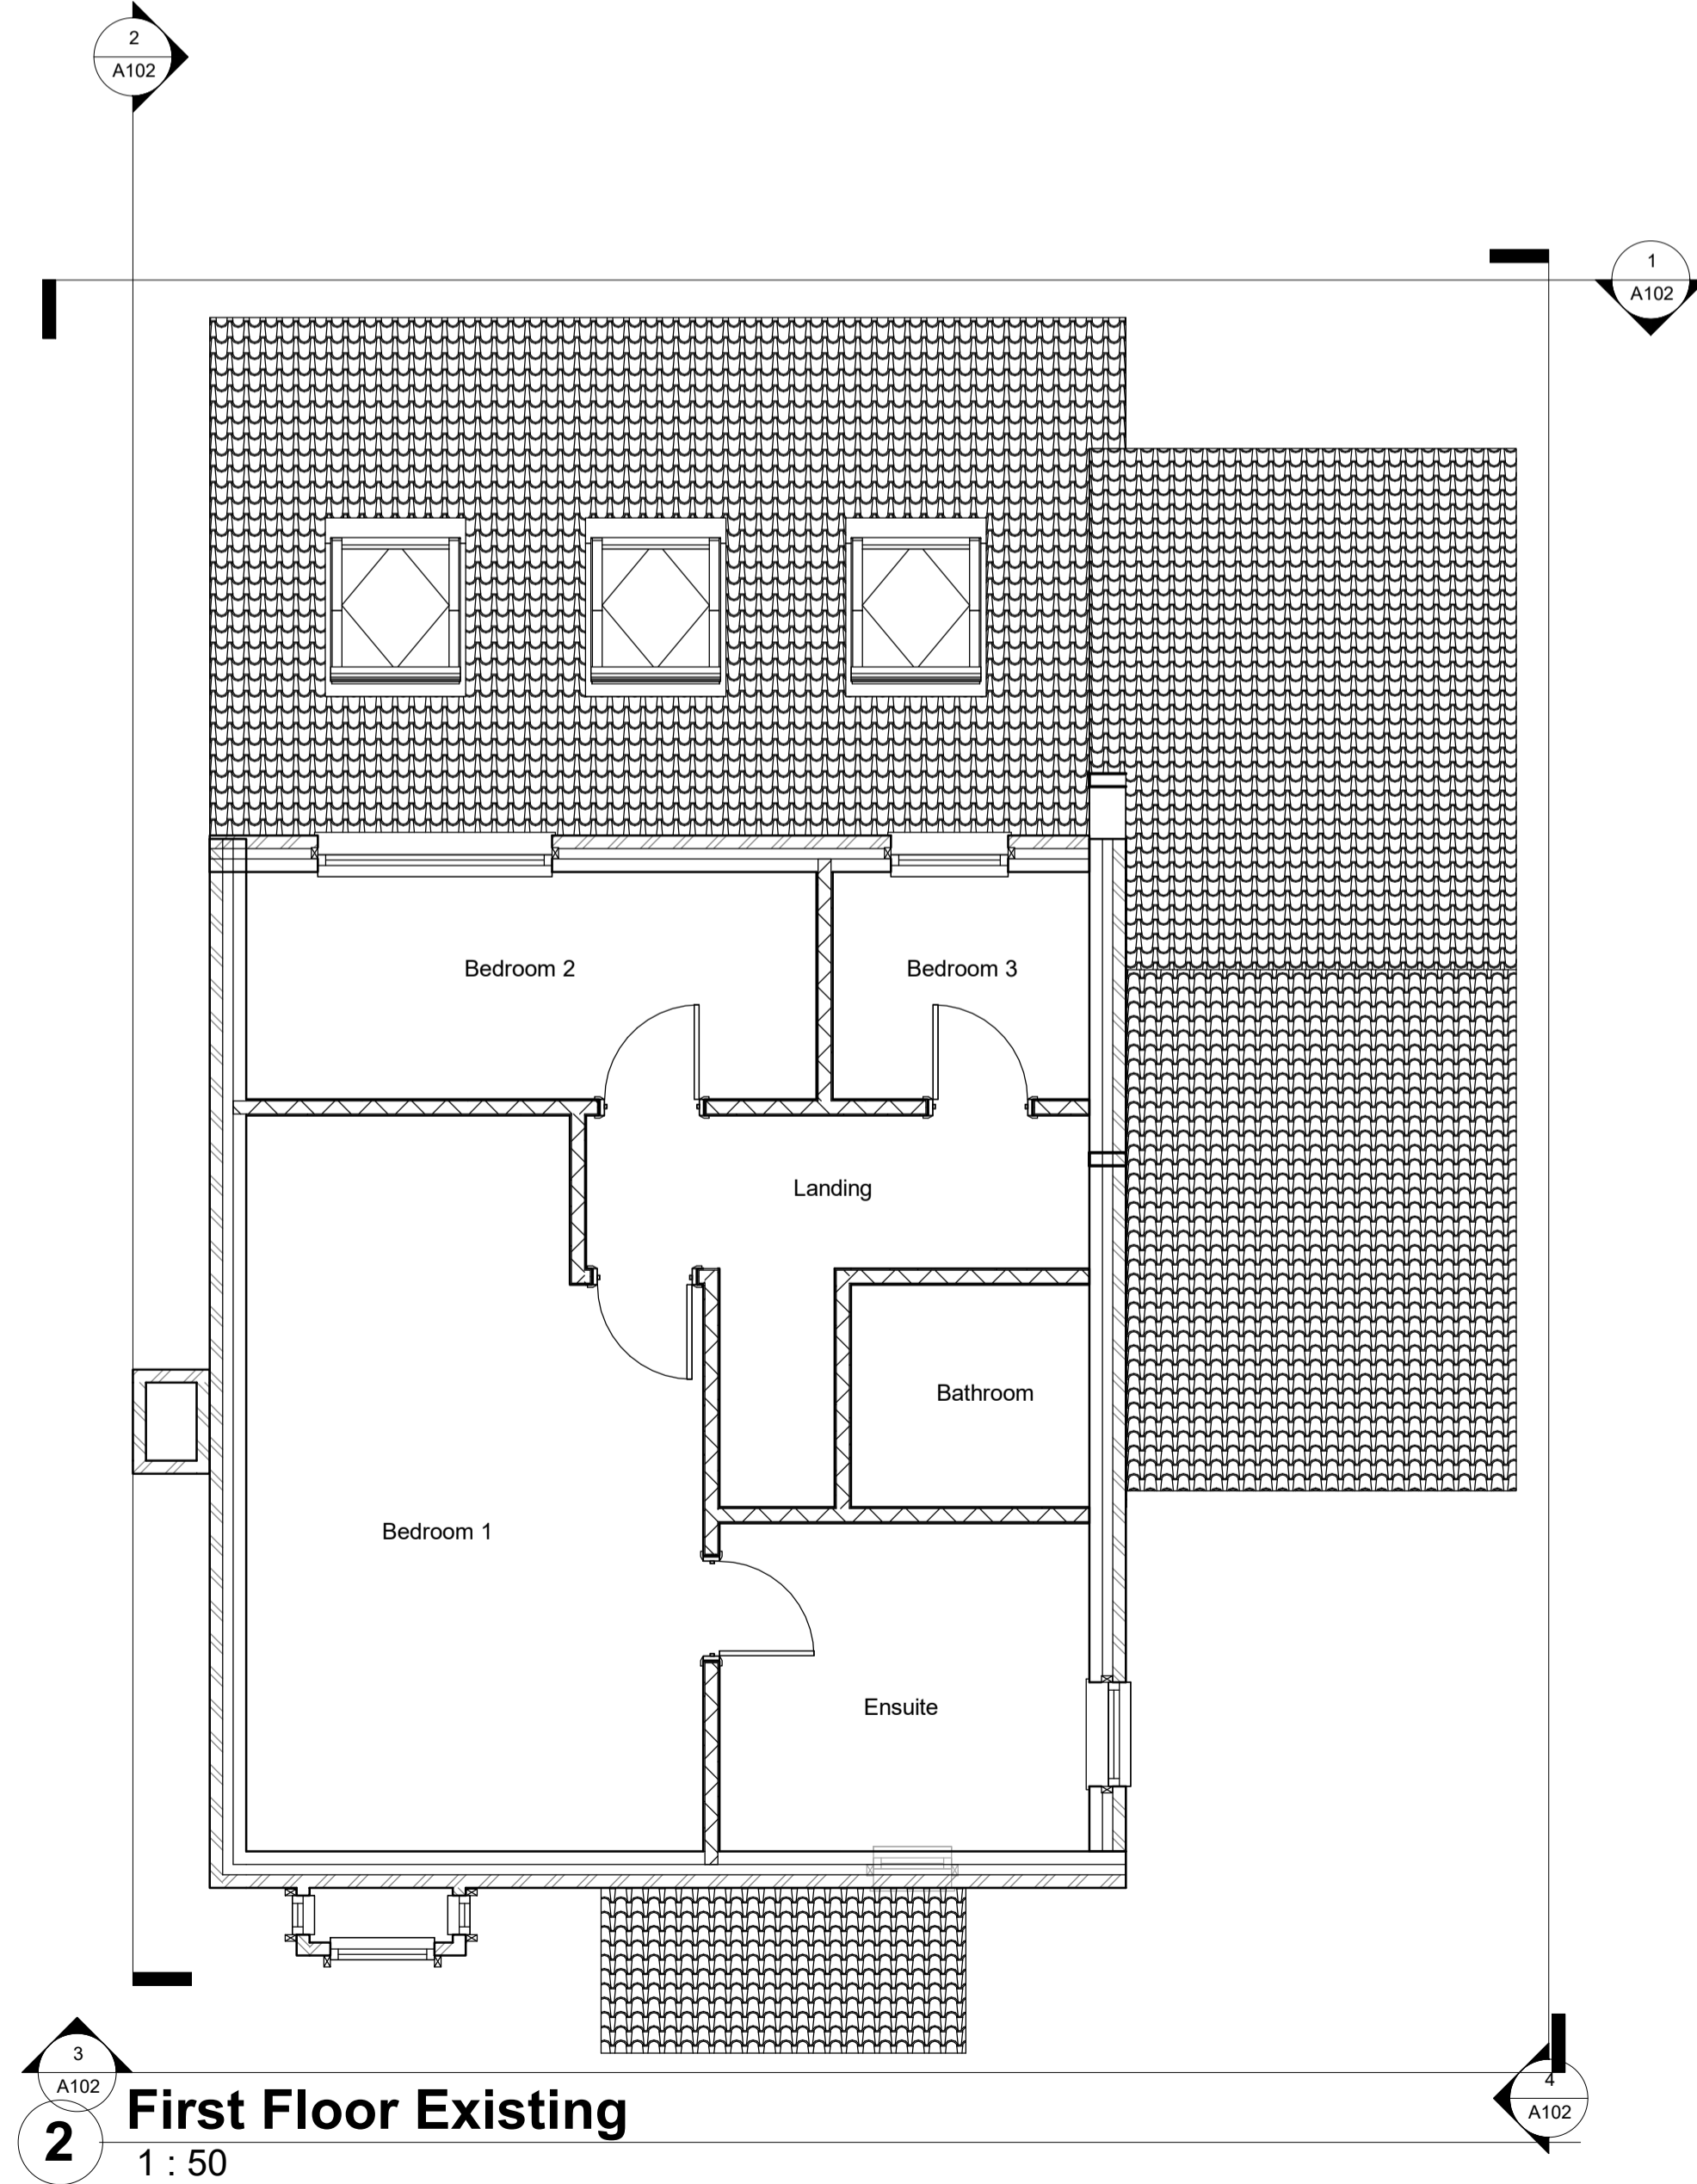 2
A102
1
A102
Bedroom 2
Bedroom 3
Landing
Bathroom
Bedroom 1
Ensuite
3
A102
4
A102
2
First Floor Existing
1 : 50